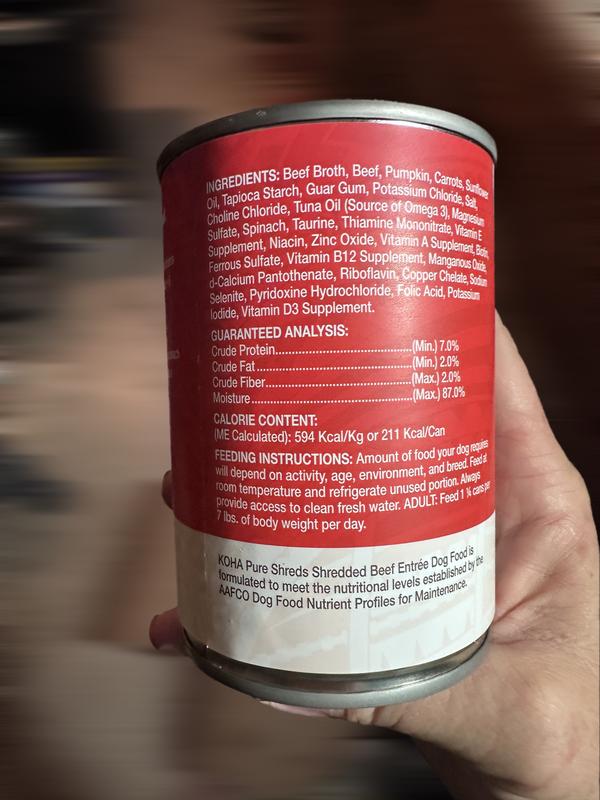 INGREDIENTS: Beef Broth, Beef, Pumpkin, Carrots, Sunflower
Oil, Tapioca Starch, Guar Gum, Potassium Chloride, Salt,
Choline Chloride, Tuna Oil (Source of Omega 3), Magnesium
Sulfate, Spinach, Taurine, Thiamine Mononitrate, Vitamin E
Supplement, Niacin, Zinc Oxide, Vitamin A Supplement, Biotin,
Ferrous Sulfate, Vitamin B12 Supplement, Manganous Oxide,
d-Calcium Pantothenate, Riboflavin, Copper Chelate, Sodium
Selenite, Pyridoxine Hydrochloride, Folic Acid, Potassium
Iodide, Vitamin D3 Supplement.
GUARANTEED ANALYSIS:
Crude Protein..........................................(Min.) 7.0%
Crude Fat................................................(Min.) 2.0%
Crude Fiber.............................................(Max.) 2.0%
Moisture.................................................(Max.) 87.0%
CALORIE CONTENT:
(ME Calculated): 594 Kcal/Kg or 211 Kcal/Can
FEEDING INSTRUCTIONS: Amount of food your dog requires
will depend on activity, age, environment, and breed. Feed at
room temperature and refrigerate unused portion. Always
provide access to clean fresh water. ADULT: Feed 1 ¼ cans per
7 lbs. of body weight per day.
KOHA Pure Shreds Shredded Beef Entrée Dog Food is
formulated to meet the nutritional levels established by the
AAFCO Dog Food Nutrient Profiles for Maintenance.